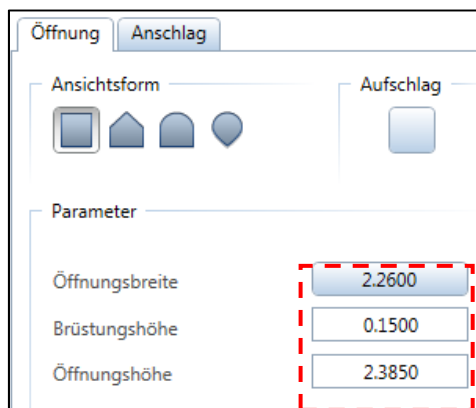 Öffnung Anschlag
Ansichtsform Aufschlag
Parameter
Öffnungsbreite 2.2600
Brüstungshöhe 0.1500
Öffnungshöhe 2.3850